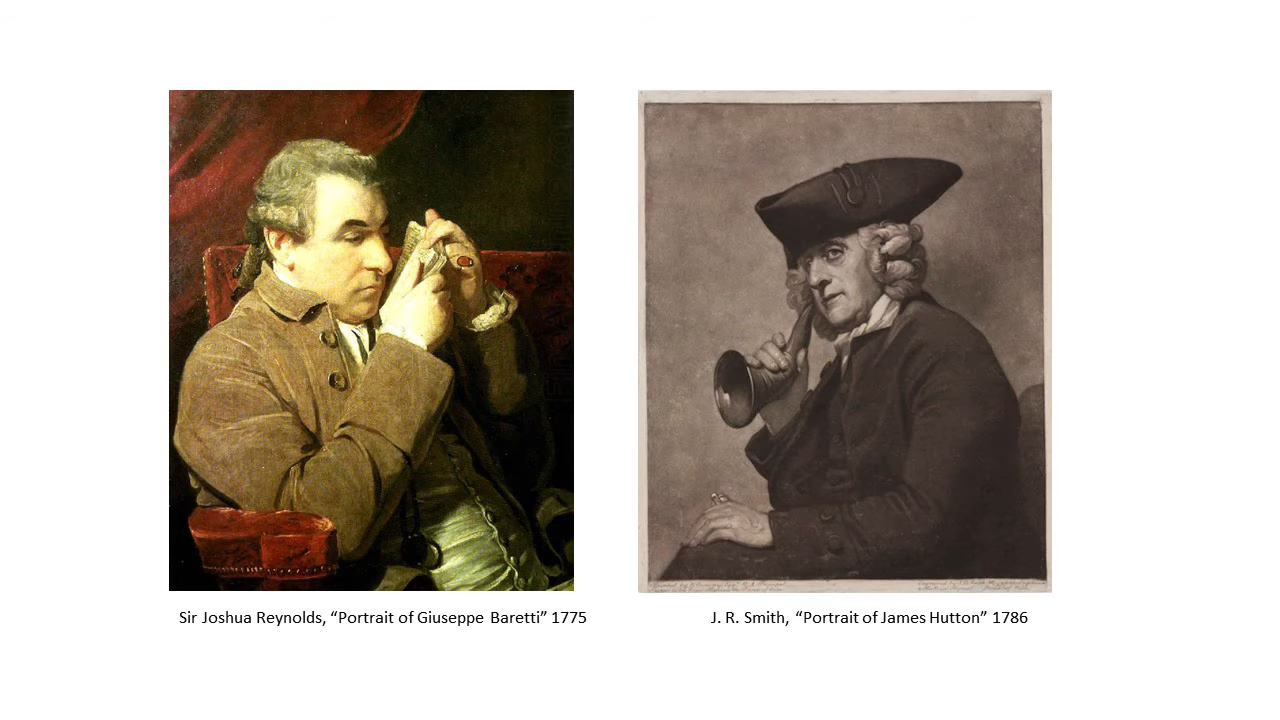 Sir Joshua Reynolds, “Portrait of Giuseppe Baretti” 1775
J. R. Smith, “Portrait of James Hutton” 1786